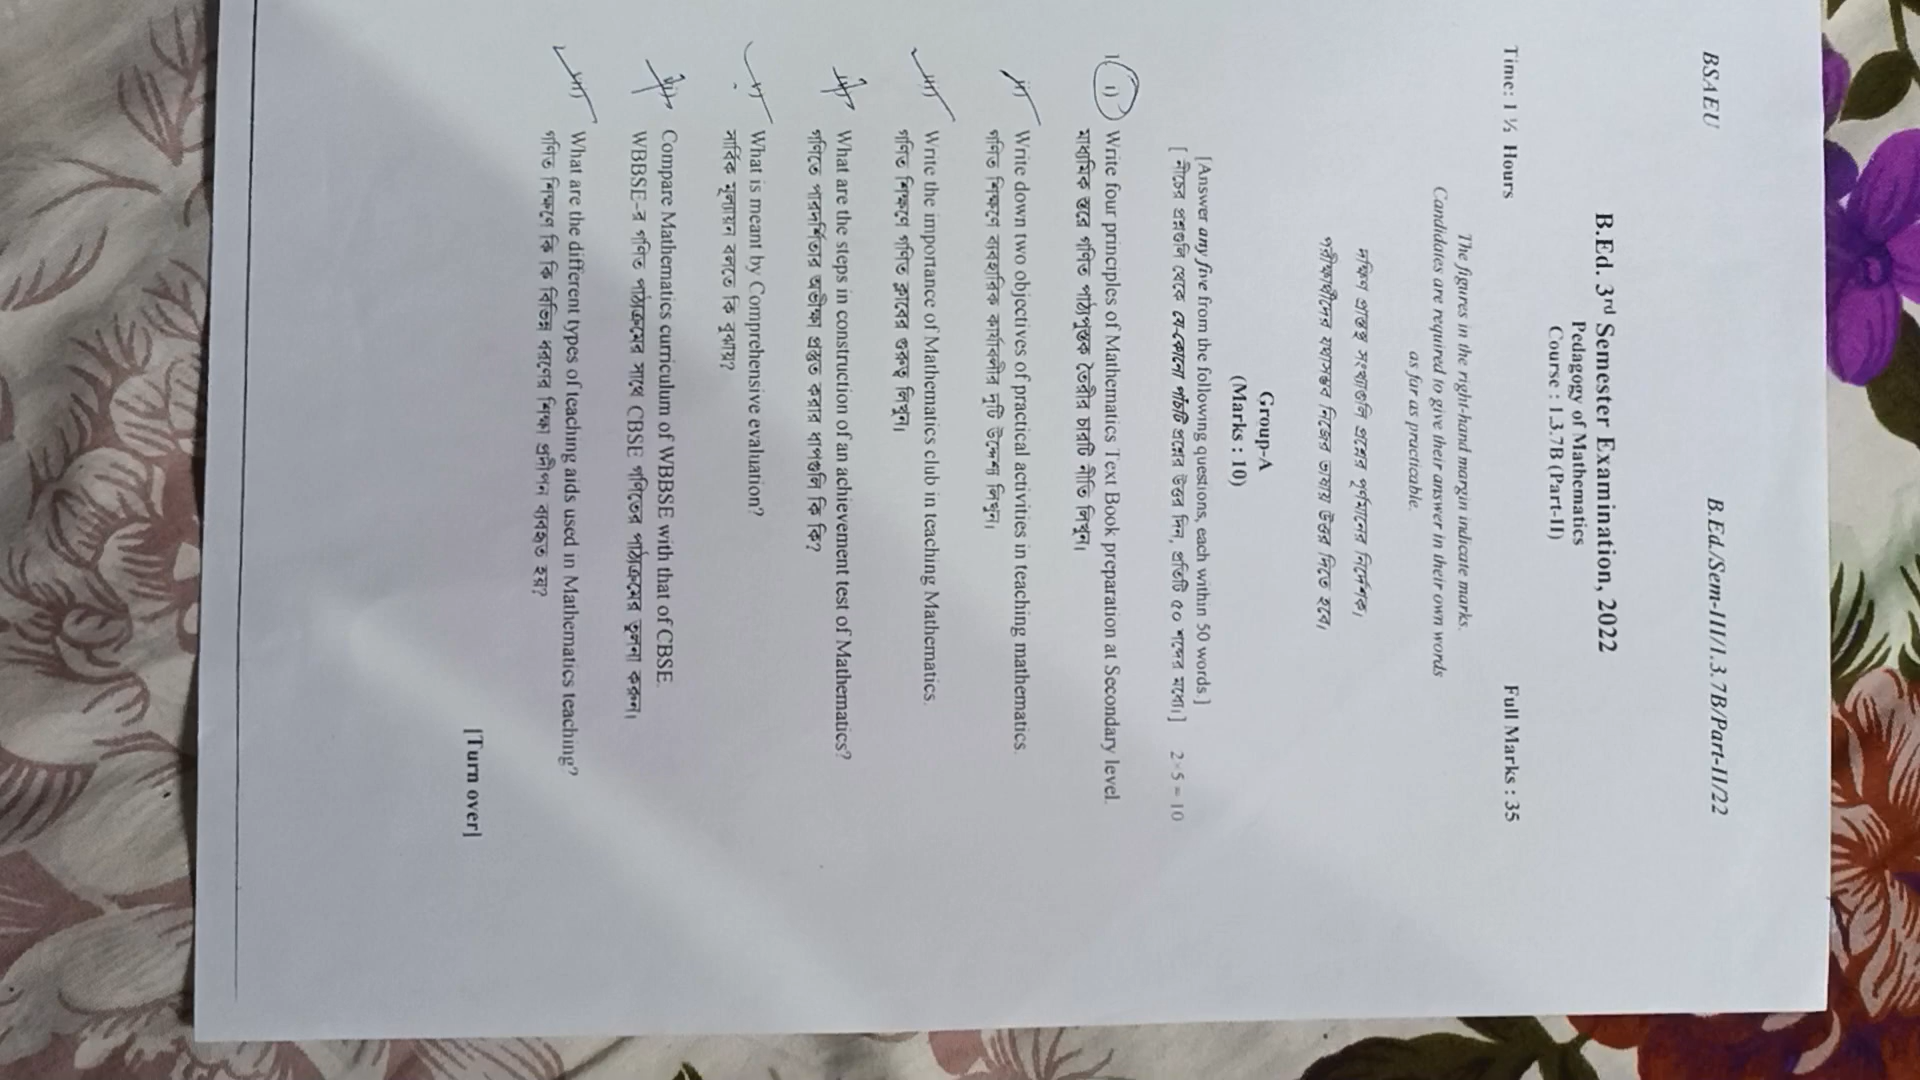 BSAEU B.Ed/Sem-III/1.3.7B/Part-II/22
B.Ed. 3rd Semester Examination, 2022
Pedagogy of Mathematics
Course : 1.3.7B (Part-II)
Time: 1 ½ Hours Full Marks : 35
The figures in the right-hand margin indicate marks.
Candidates are required to give their answer in their own words
as far as practicable.
দক্ষিণ প্রান্তস্থ সংখ্যাগুলি প্রশ্নের পূর্ণমানের নির্দেশক।
পরীক্ষার্থীদের যথাসম্ভব নিজের ভাষায় উত্তর দিতে হবে।
Group-A
(Marks : 10)
[Answer any five from the following questions, each within 50 words.]
[ নীচের প্রশ্নগুলি থেকে যে-কোনো পাঁচটি প্রশ্নের উত্তর দিন, প্রতিটি ৫০ শব্দের মধ্যে।] 2×5 = 10
1. i) Write four principles of Mathematics Text Book preparation at Secondary level.
মাধ্যমিক স্তরে গণিত পাঠ্যপুস্তক তৈরীর চারটি নীতি লিখুন।
Write down two objectives of practical activities in teaching mathematics.
গণিত শিক্ষণে ব্যবহারিক কার্যাবলীর দুটি উদ্দেশ্য লিখুন।
Write the importance of Mathematics club in teaching Mathematics.
গণিত শিক্ষণে গণিত ক্লাবের গুরুত্ব লিখুন।
What are the steps in construction of an achievement test of Mathematics?
গণিতে পারদর্শিতার অভীক্ষা প্রস্তুত করার ধাপগুলি কি কি?
What is meant by Comprehensive evaluation?
সার্বিক মূল্যায়ন বলতে কি বুঝায়?
Compare Mathematics curriculum of WBBSE with that of CBSE.
WBBSE-র গণিত পাঠ্যক্রমের সাথে CBSE গণিতের পাঠ্যক্রমের তুলনা করুন।
What are the different types of teaching aids used in Mathematics teaching?
গণিত শিক্ষণে কি কি বিভিন্ন ধরণের শিক্ষা প্রদীপন ব্যবহৃত হয়?
[Turn over]